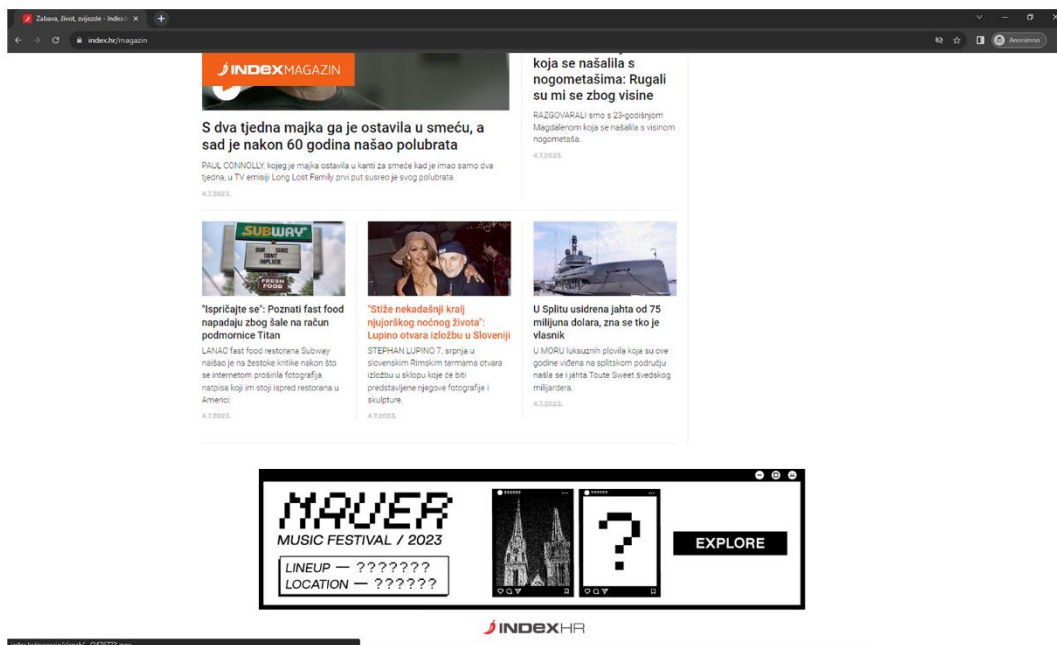 Zabava, život, zvijezde - Index.h
index.hr/magazin
Anonimno
INDEXMAGAZIN
S dva tjedna majka ga je ostavila u smeću, a
sad je nakon 60 godina našao polubrata
PAUL CONNOLLY, kojeg je majka ostavila u kanti za smeće kad je imao samo dva
tjedna, u TV emisiji Long Lost Family prvi put susreo je svog polubrata.
4.7.2023.
koja se našalila s
nogometašima: Rugali
su mi se zbog visine
RAZGOVARALI smo s 23-godišnjom
Magdalenom koja se našalila s visinom
nogometaša.
4.7.2023.
SUBWAY
OUR SUBS
DONT
IMPLODE
FRESH
FOOD
"Ispričajte se": Poznati fast food
napadaju zbog šale na račun
podmornice Titan
LANAC fast food restorana Subway
naišao je na žestoke kritike nakon što
se internetom proširila fotografija
natpisa koji im stoji ispred restorana u
Americi.
4.7.2023.
"Stiže nekadašnji kralj
njujorškog noćnog života":
Lupino otvara izložbu u Sloveniji
STEPHAN LUPINO 7. srpnja u
slovenskim Rimskim termama otvara
izložbu u sklopu koje će biti
predstavljene njegove fotografije i
skulpture.
4.7.2023.
U Splitu usidrena jahta od 75
milijuna dolara, zna se tko je
vlasnik
U MORU luksuznih plovila koja su ove
godine viđena na splitskom području
našla se i jahta Toute Sweet švedskog
milijardera.
4.7.2023.
MAUER
MUSIC FESTIVAL / 2023
LINEUP — ???????
LOCATION — ??????
??????
??????
?
EXPLORE
INDEXHR